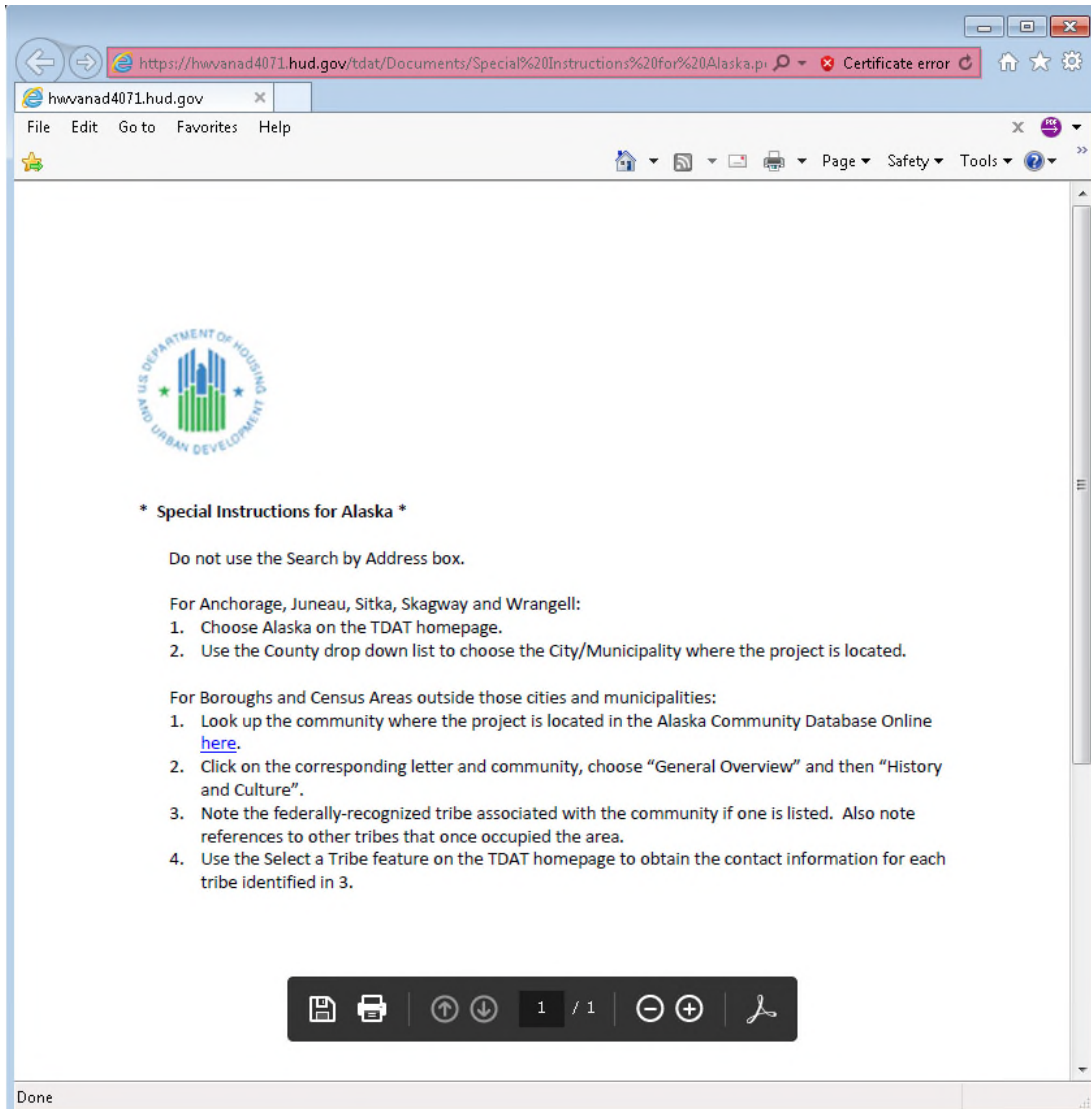 https://hwvanad4071.hud.gov/tdat/Documents/Special%20Instructions%20for%20Alaska.p
Certificate error
hwvanad4071.hud.gov
File Edit Go to Favorites Help
PDF
Page Safety Tools
US DEPARTMENT OF HOUSING AND URBAN DEVELOPMENT
* Special Instructions for Alaska *
Do not use the Search by Address box.
For Anchorage, Juneau, Sitka, Skagway and Wrangell:
1. Choose Alaska on the TDAT homepage.
2. Use the County drop down list to choose the City/Municipality where the project is located.
For Boroughs and Census Areas outside those cities and municipalities:
1. Look up the community where the project is located in the Alaska Community Database Online
here.
2. Click on the corresponding letter and community, choose “General Overview” and then “History
and Culture”.
3. Note the federally-recognized tribe associated with the community if one is listed. Also note
references to other tribes that once occupied the area.
4. Use the Select a Tribe feature on the TDAT homepage to obtain the contact information for each
tribe identified in 3.
1 / 1
Done